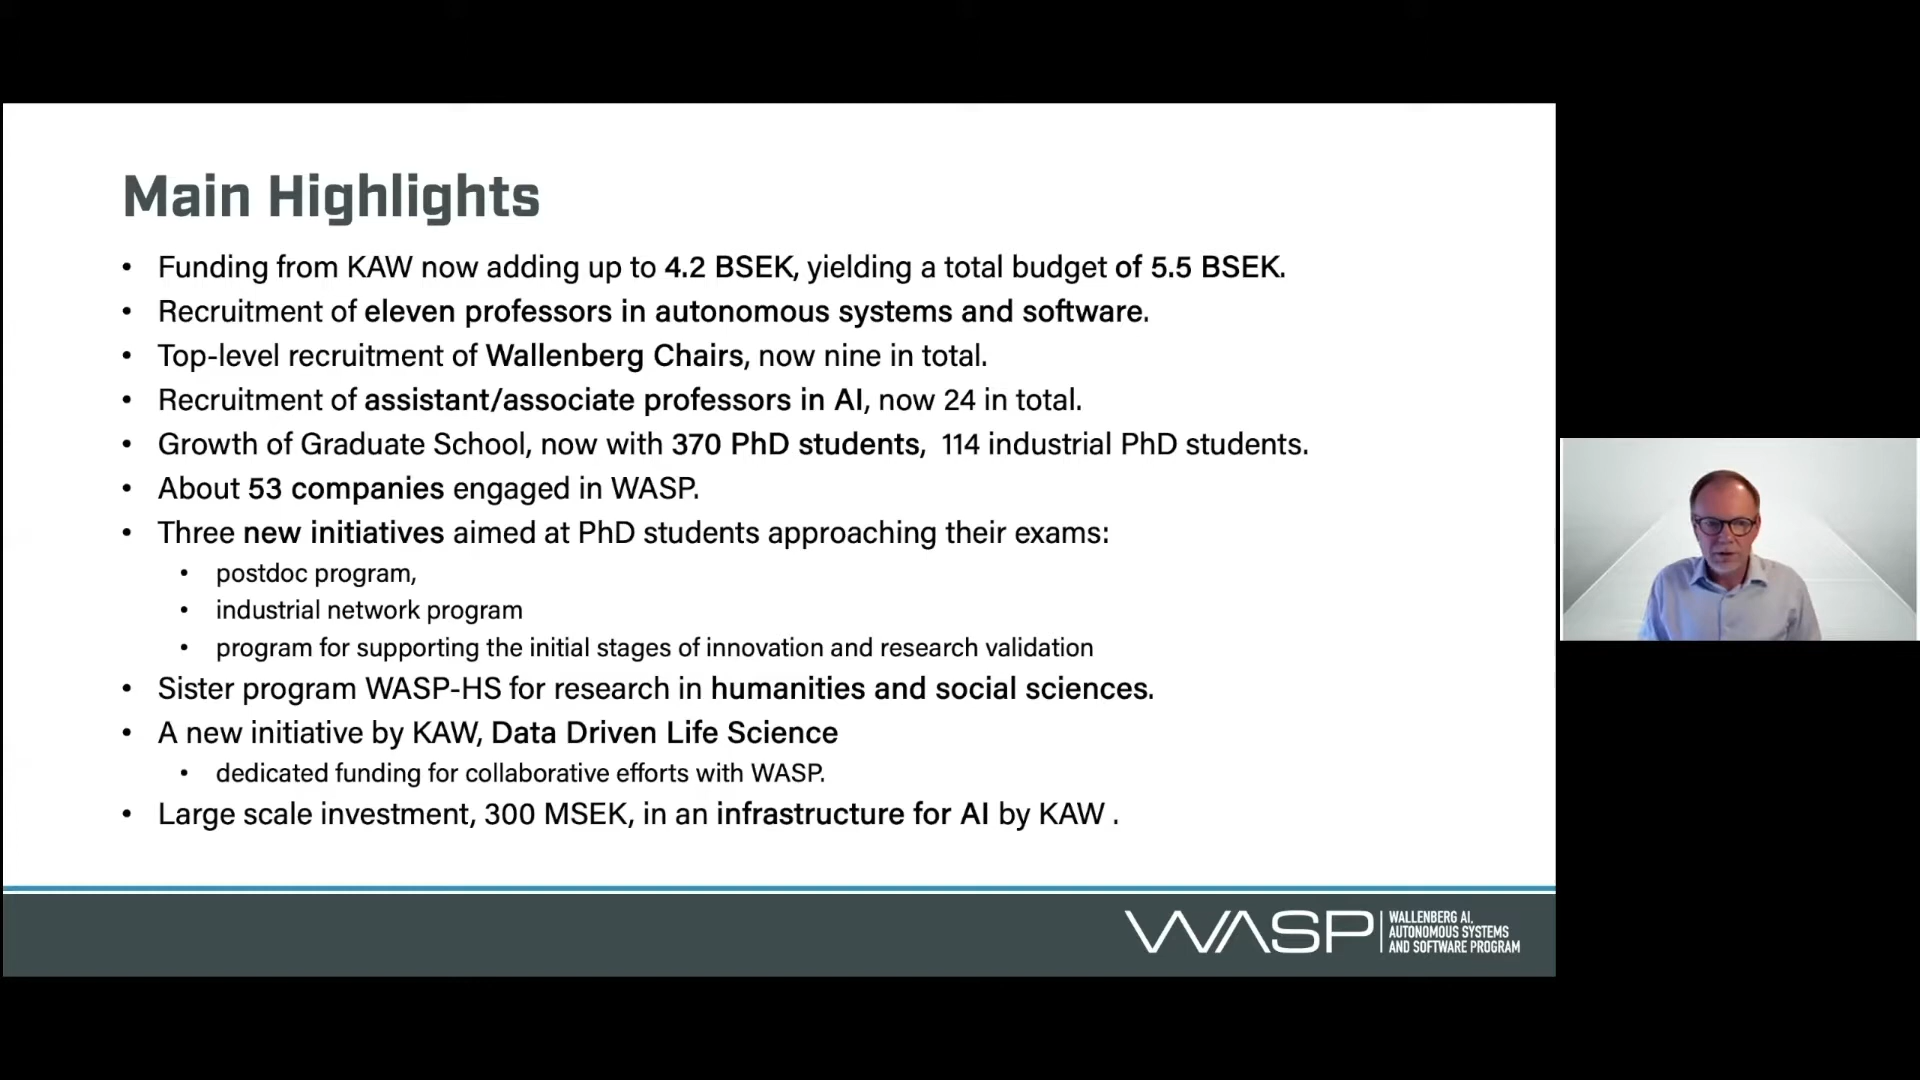 Main Highlights
• Funding from KAW now adding up to 4.2 BSEK, yielding a total budget of 5.5 BSEK.
• Recruitment of eleven professors in autonomous systems and software.
• Top-level recruitment of Wallenberg Chairs, now nine in total.
• Recruitment of assistant/associate professors in AI, now 24 in total.
• Growth of Graduate School, now with 370 PhD students, 114 industrial PhD students.
• About 53 companies engaged in WASP.
• Three new initiatives aimed at PhD students approaching their exams:
• postdoc program,
• industrial network program
• program for supporting the initial stages of innovation and research validation
• Sister program WASP-HS for research in humanities and social sciences.
• A new initiative by KAW, Data Driven Life Science
• dedicated funding for collaborative efforts with WASP.
• Large scale investment, 300 MSEK, in an infrastructure for AI by KAW .
WASP
WALLENBERG AI,
AUTONOMOUS SYSTEMS
AND SOFTWARE PROGRAM